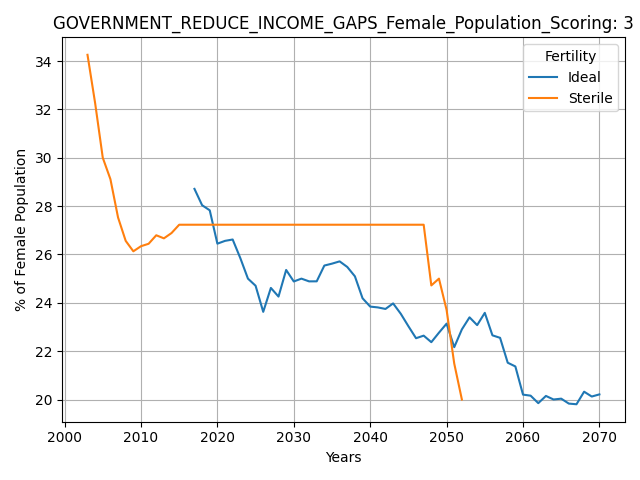 GOVERNMENT_REDUCE_INCOME_GAPS_Female_Population_Scoring: 3
Fertility
Ideal
Sterile
% of Female Population
34
32
30
28
26
24
22
20
2000 2010 2020 2030 2040 2050 2060 2070
Years